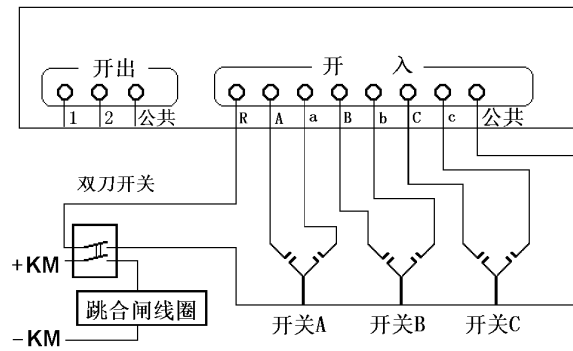 开出
开 入
1 2 公共
R A a B b C c 公共
双刀开关
+KM
跳合闸线圈
-KM
开关A 开关B 开关C